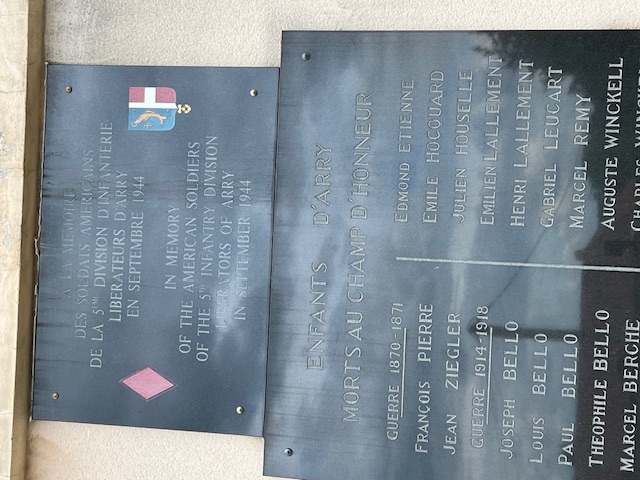 A LA MEMOIRE
DES SOLDATS AMERICAINS
DE LA 5ÈME DIVISION D'INFANTERIE
LIBERATEURS D'ARRY
EN SEPTEMBRE 1944
IN MEMORY
OF THE AMERICAN SOLDIERS
OF THE 5TH INFANTRY DIVISION
LIBERATORS OF ARRY
IN SEPTEMBER 1944
ENFANTS D'ARRY
MORTS AU CHAMP D'HONNEUR
GUERRE 1870-1871
FRANÇOIS PIERRE
JEAN ZIEGLER
GUERRE 1914-1918
JOSEPH BELLO
LOUIS BELLO
PAUL BELLO
THEOPHILE BELLO
MARCEL BERCHE
EDMOND ETIENNE
EMILE HOCQUARD
JULIEN HOUSELLE
EMILIEN LALLEMENT
HENRI LALLEMENT
GABRIEL LEUCART
MARCEL REMY
AUGUSTE WINCKELL
CHARLES